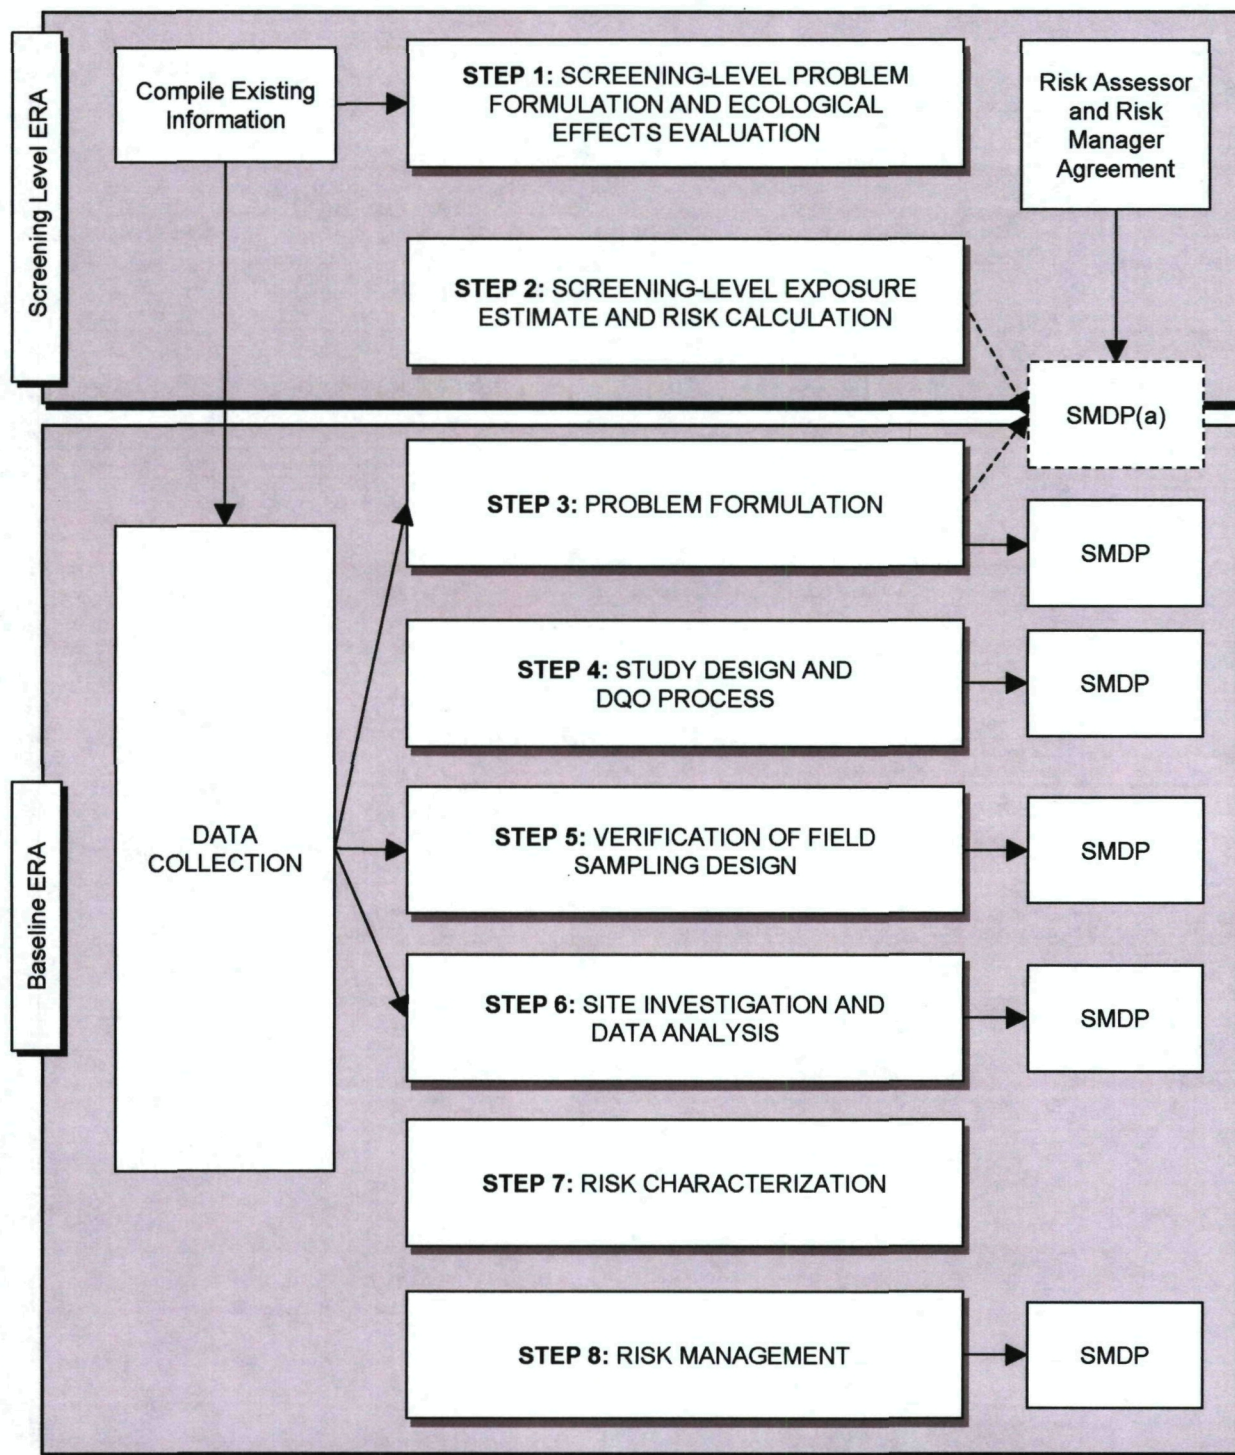 Screening Level ERA
Compile Existing
Information
STEP 1: SCREENING-LEVEL PROBLEM
FORMULATION AND ECOLOGICAL
EFFECTS EVALUATION
Risk Assessor
and Risk
Manager
Agreement
STEP 2: SCREENING-LEVEL EXPOSURE
ESTIMATE AND RISK CALCULATION
SMDP(a)
Baseline ERA
DATA
COLLECTION
STEP 3: PROBLEM FORMULATION
SMDP
STEP 4: STUDY DESIGN AND
DQO PROCESS
SMDP
STEP 5: VERIFICATION OF FIELD
SAMPLING DESIGN
SMDP
STEP 6: SITE INVESTIGATION AND
DATA ANALYSIS
SMDP
STEP 7: RISK CHARACTERIZATION
STEP 8: RISK MANAGEMENT
SMDP